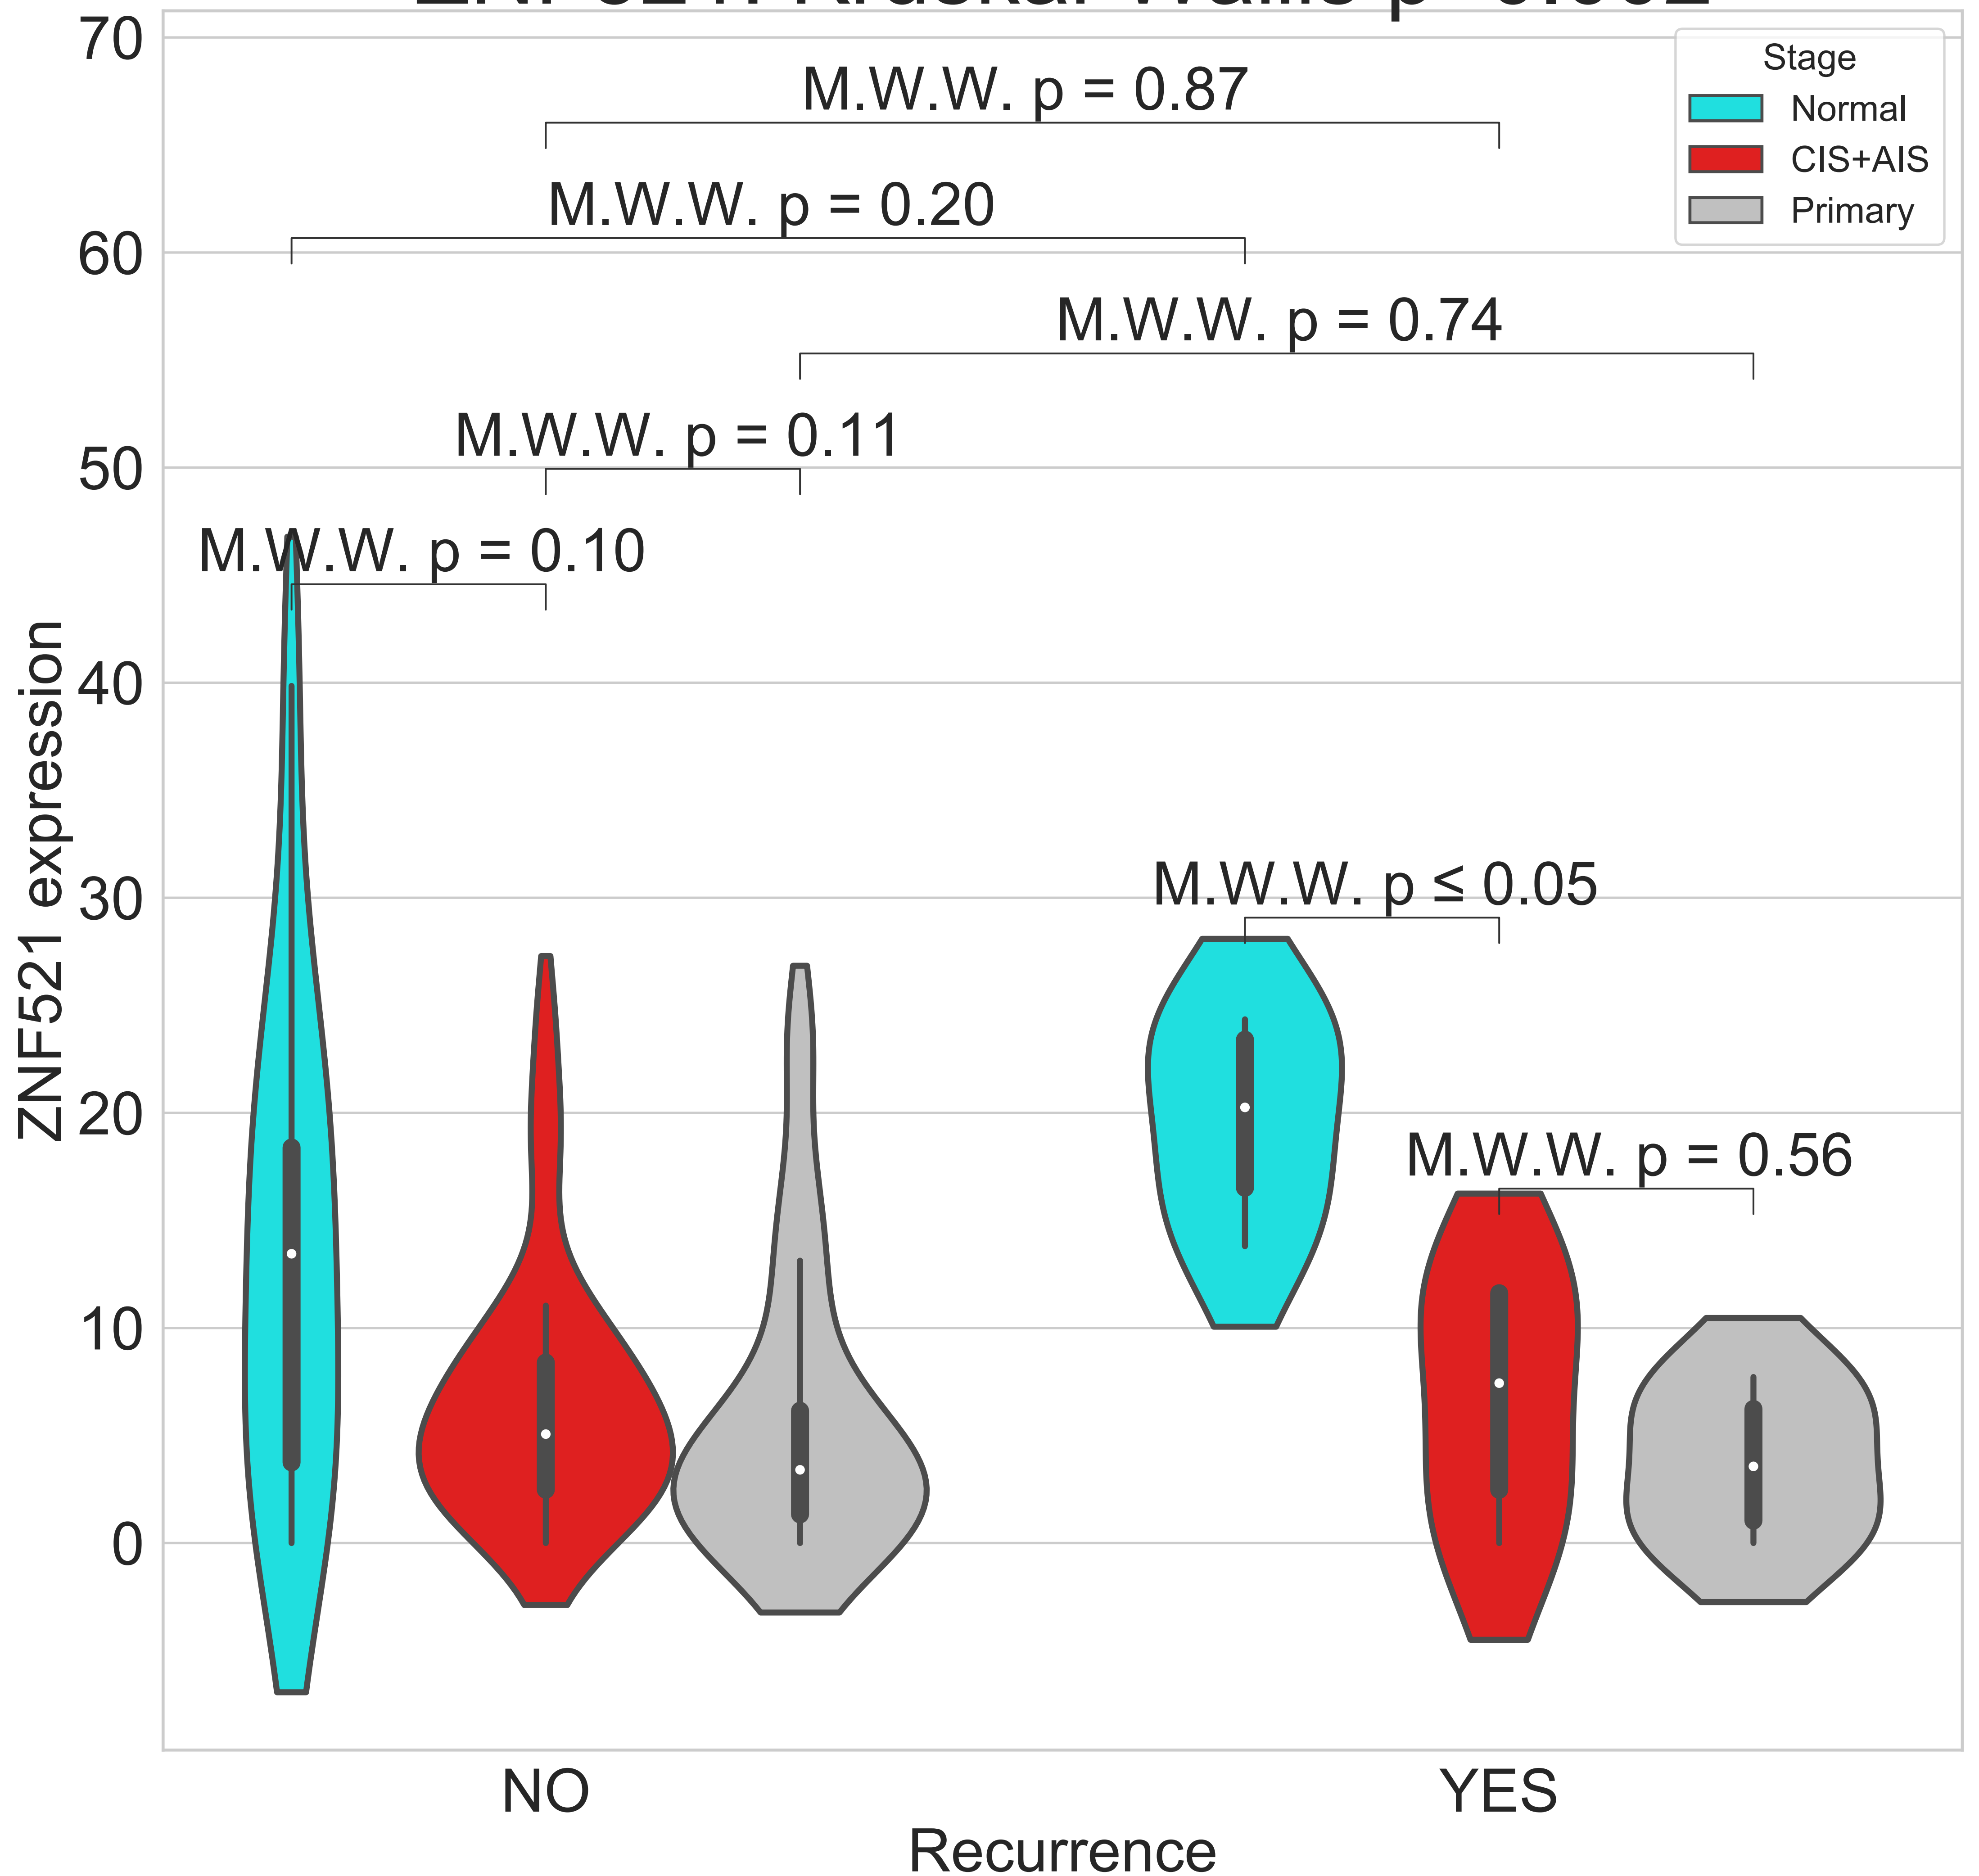 70
Stage
Normal
CIS+AIS
Primary
M.W.W. p = 0.87
M.W.W. p = 0.20
60
M.W.W. p = 0.74
M.W.W. p = 0.11
50
M.W.W. p = 0.10
40
ZNF521 expression
30
M.W.W. p ≤ 0.05
20
M.W.W. p = 0.56
10
0
NO
YES
Recurrence